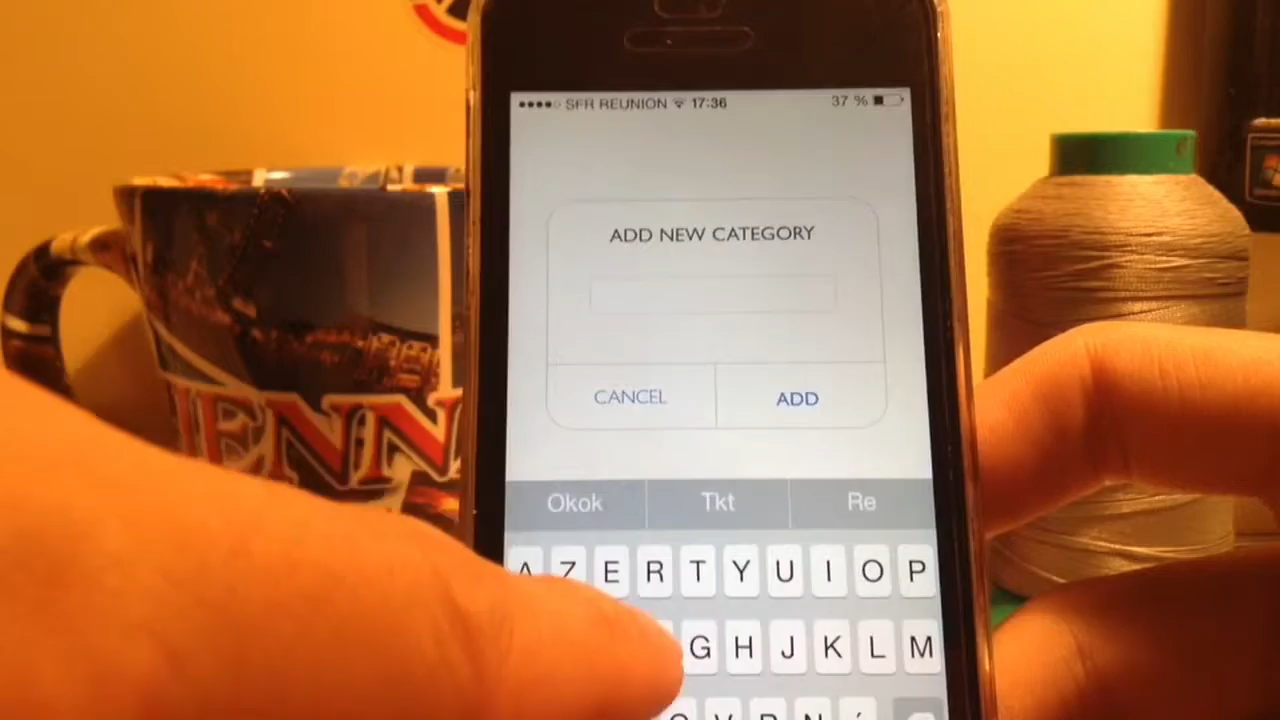 SFR REUNION 17:36 37 %
ADD NEW CATEGORY
CANCEL ADD
Okok Tkt Re
A Z E R T Y U I O P
G H J K L M
C V B N ´